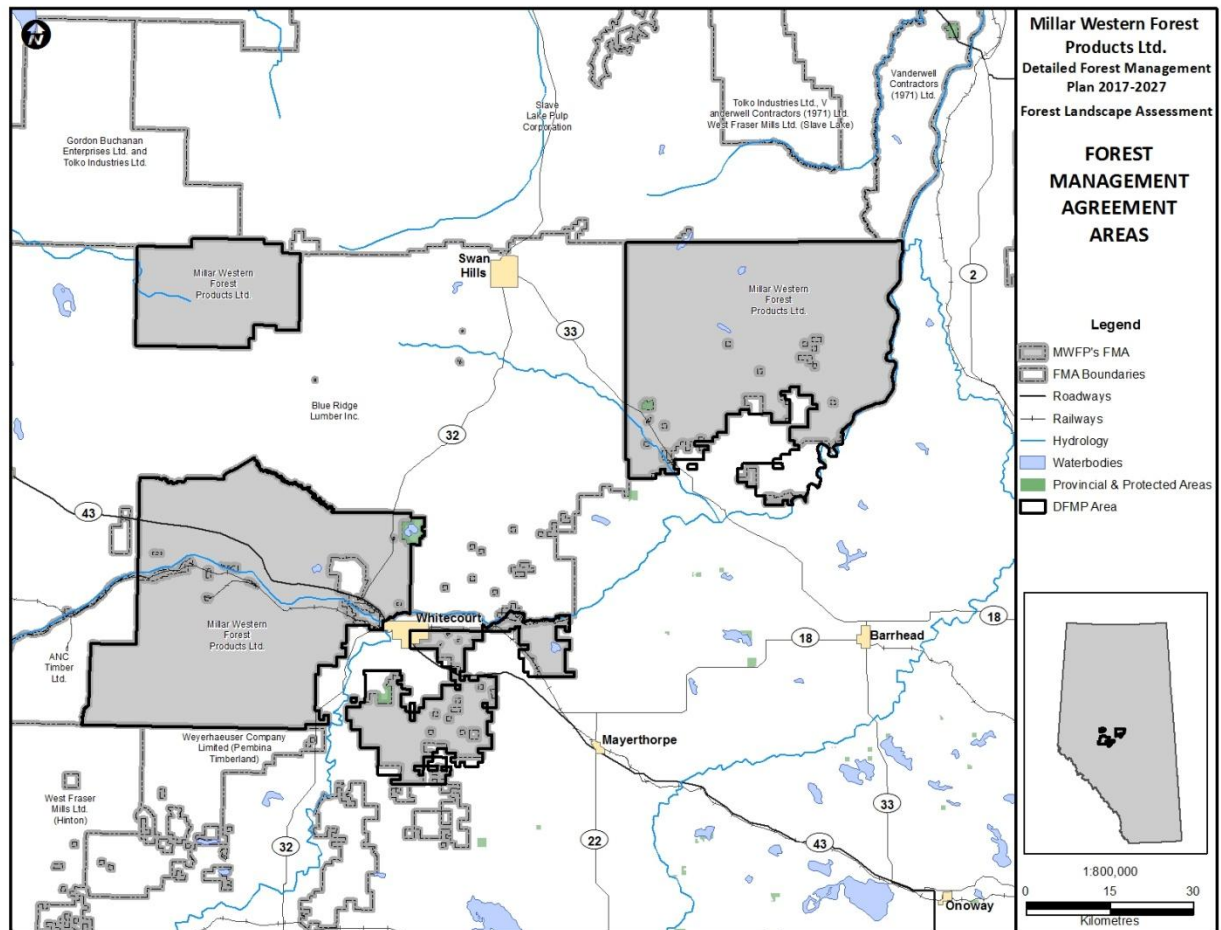 N
Gordon Buchanan
Enterprises Ltd. and
Tolko Industries Ltd.
Slave
Lake Pulp
Corporation
Tolko Industries Ltd., V
anderwell Contractors (1971) Ltd.
West Fraser Mills Ltd. (Slave Lake)
Vanderwell
Contractors
(1971) Ltd.
2
Millar Western
Forest
Products Ltd.
Swan
Hills
33
Millar Western
Forest
Products Ltd.
Blue Ridge
Lumber Inc.
32
43
Millar Western
Forest
Products Ltd.
Whitecourt
ANC
Timber
Ltd.
18
18
Barrhead
Weyerhaeuser Company
Limited (Pembina
Timberland)
Mayerthorpe
West Fraser
Mills Ltd.
(Hinton)
32
22
33
43
Onoway
Millar Western Forest
Products Ltd.
Detailed Forest Management
Plan 2017-2027
Forest Landscape Assessment
FOREST
MANAGEMENT
AGREEMENT
AREAS
Legend
MWFP's FMA
FMA Boundaries
Roadways
Railways
Hydrology
Waterbodies
Provincial & Protected Areas
DFMP Area
1:800,000
0 15 30
Kilometres